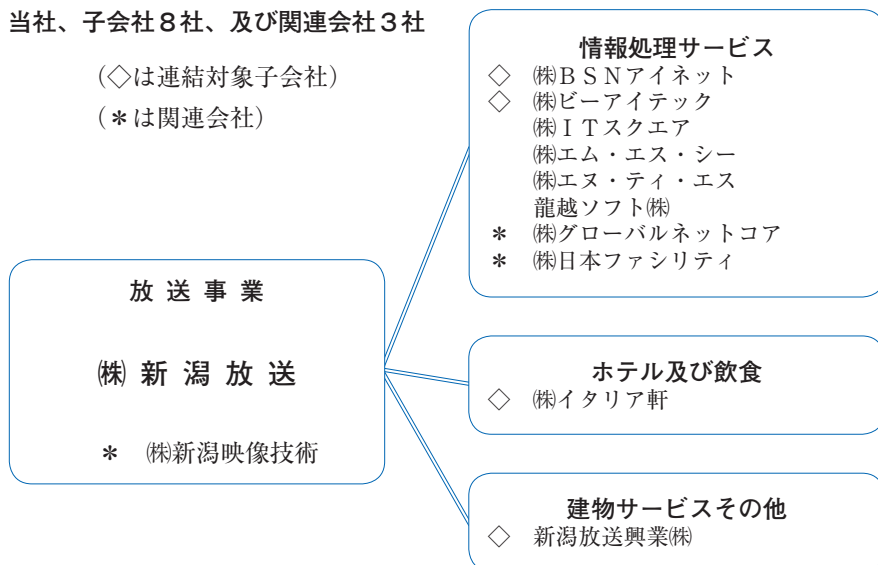 当社、子会社8社、及び関連会社3社
（◇は連結対象子会社）
（＊は関連会社）
情報処理サービス
◇ ㈱ＢＳＮアイネット
◇ ㈱ビーアイテック
㈱ＩＴスクエア
㈱エム・エス・シー
㈱エヌ・ティ・エス
龍越ソフト㈱
＊ ㈱グローバルネットコア
＊ ㈱日本ファシリティ
放 送 事 業
㈱ 新 潟 放 送
＊ ㈱新潟映像技術
ホテル及び飲食
◇ ㈱イタリア軒
建物サービスその他
◇ 新潟放送興業㈱